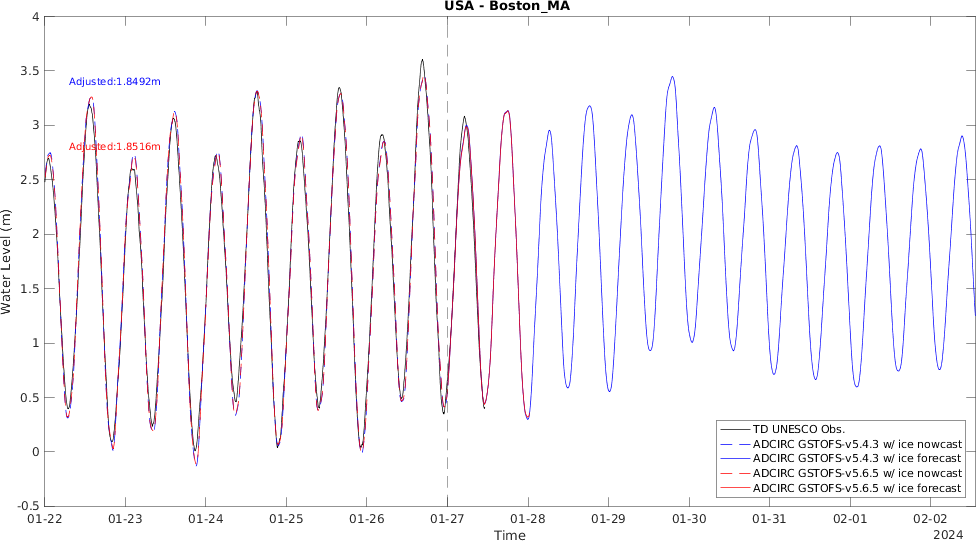 USA - Boston_MA
4
3.5
3
2.5
2
1.5
1
0.5
0
-0.5
Water Level (m)
Adjusted:1.8492m
Adjusted:1.8516m
TD UNESCO Obs.
ADCIRC GSTOFS-v5.4.3 w/ ice nowcast
ADCIRC GSTOFS-v5.4.3 w/ ice forecast
ADCIRC GSTOFS-v5.6.5 w/ ice nowcast
ADCIRC GSTOFS-v5.6.5 w/ ice forecast
01-22 01-23 01-24 01-25 01-26 01-27 01-28 01-29 01-30 01-31 02-01 02-02
Time
2024